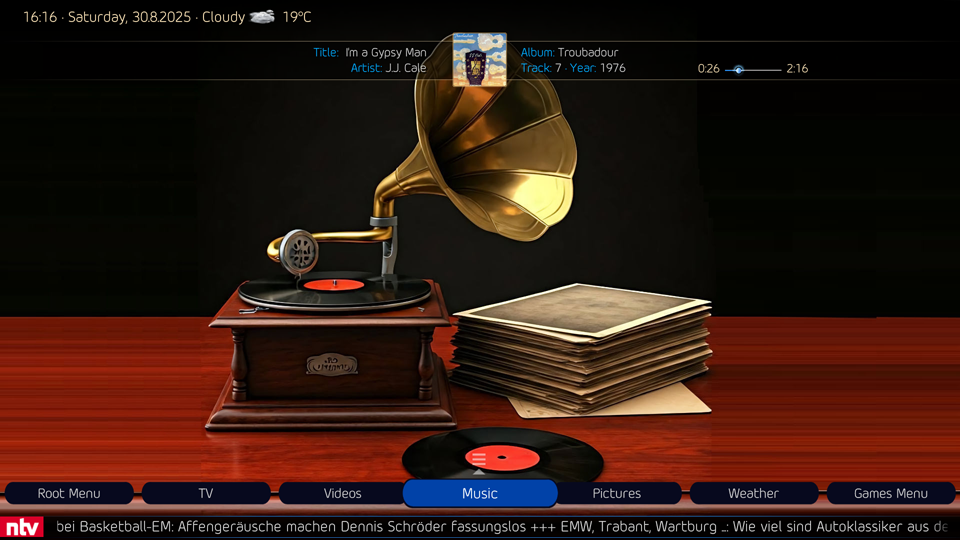 16:16 · Saturday, 30.8.2025 · Cloudy 19°C
Title: I'm a Gypsy Man
Artist: J.J. Cale
Album: Troubadour
Track: 7 · Year: 1976
0:26 2:16
Root Menu TV Videos Music Pictures Weather Games Menu
ntv bei Basketball-EM: Affengeräusche machen Dennis Schröder fassungslos +++ EMW, Trabant, Wartburg ..: Wie viel sind Autoklassiker aus de